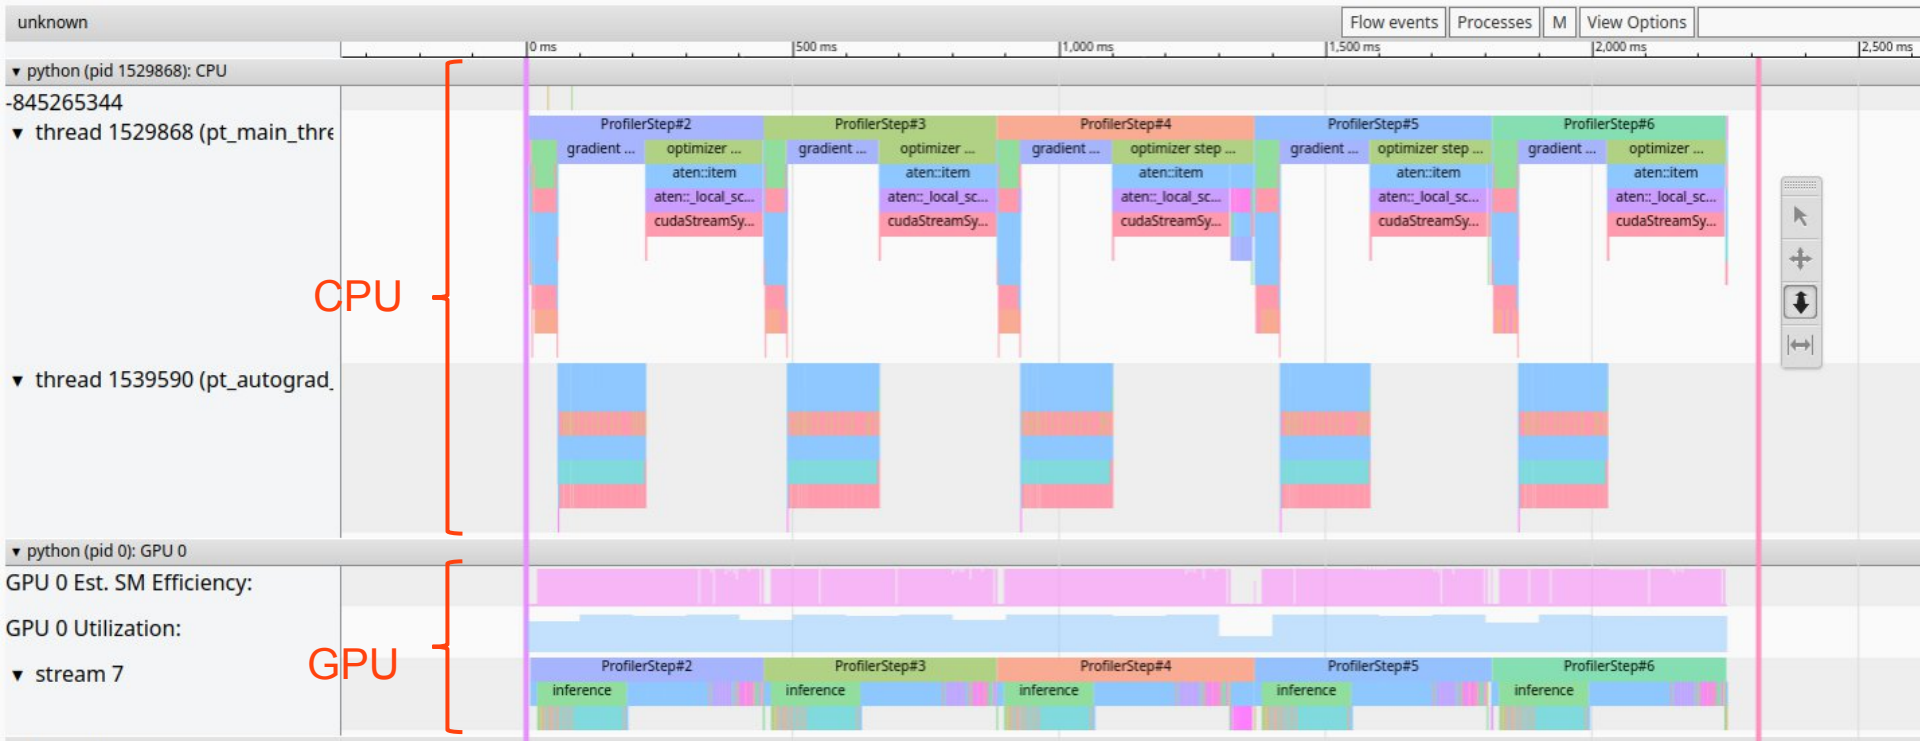 unknown
Flow events Processes M View Options
0 ms 500 ms 1,000 ms 1,500 ms 2,000 ms 2,500 ms
▾ python (pid 1529868): CPU
-845265344
▾ thread 1529868 (pt_main_thre
ProfilerStep#2 ProfilerStep#3 ProfilerStep#4 ProfilerStep#5 ProfilerStep#6
gradient ... optimizer ... gradient ... optimizer ... gradient ... optimizer step ... gradient ... optimizer step ... gradient ... optimizer ...
aten::item aten::item aten::item aten::item aten::item
aten::_local_sc... aten::_local_sc... aten::_local_sc... aten::_local_sc... aten::_local_sc...
cudaStreamSy... cudaStreamSy... cudaStreamSy... cudaStreamSy... cudaStreamSy...
CPU
▾ thread 1539590 (pt_autograd_
▾ python (pid 0): GPU 0
GPU 0 Est. SM Efficiency:
GPU 0 Utilization:
GPU
▾ stream 7
ProfilerStep#2 ProfilerStep#3 ProfilerStep#4 ProfilerStep#5 ProfilerStep#6
inference inference inference inference inference